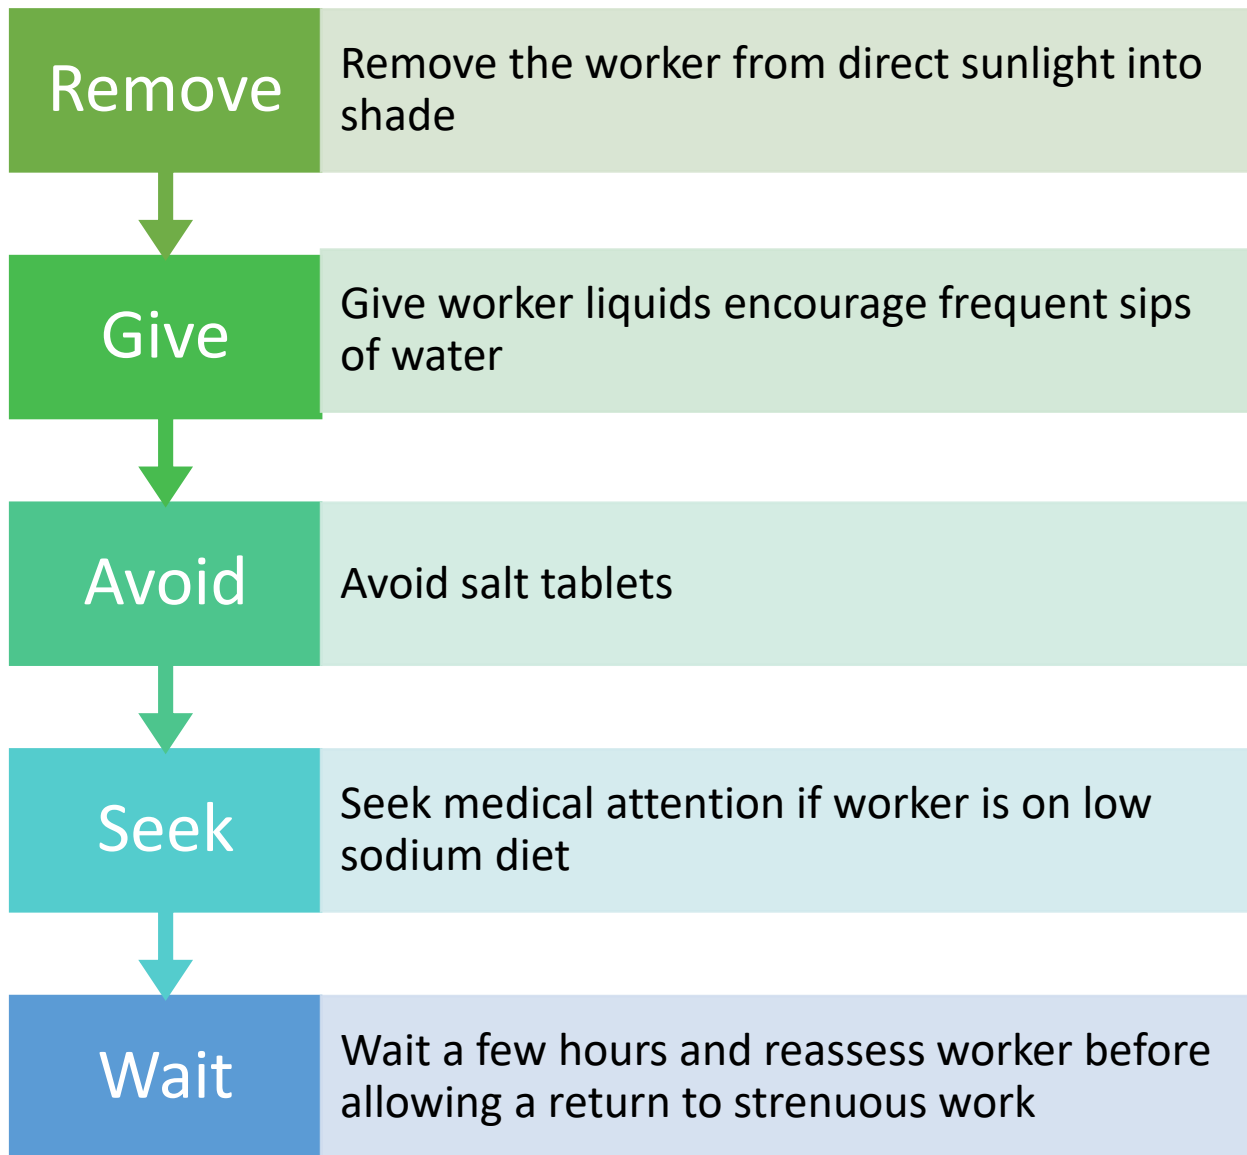 Remove
Remove the worker from direct sunlight into
shade
Give
Give worker liquids encourage frequent sips
of water
Avoid
Avoid salt tablets
Seek
Seek medical attention if worker is on low
sodium diet
Wait
Wait a few hours and reassess worker before
allowing a return to strenuous work